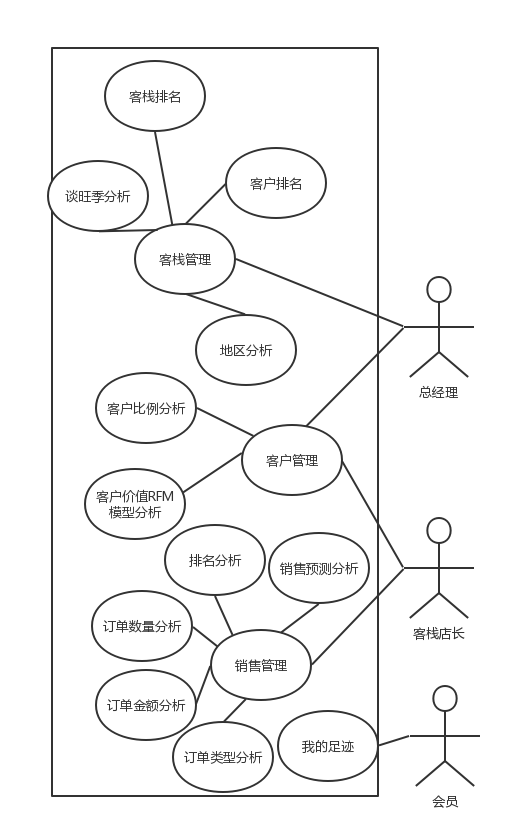 客栈排名
谈旺季分析
客户排名
客栈管理
地区分析
总经理
客户比例分析
客户管理
客户价值RFM
模型分析
排名分析
销售预测分析
订单数量分析
客栈店长
销售管理
订单金额分析
订单类型分析
我的足迹
会员